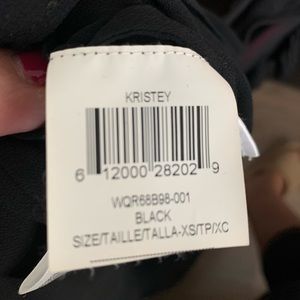 KRISTEY
6 12000 28202 9
WQR68B98-001
BLACK
SIZE/TAILLE/TALLA-XS/TP/XC